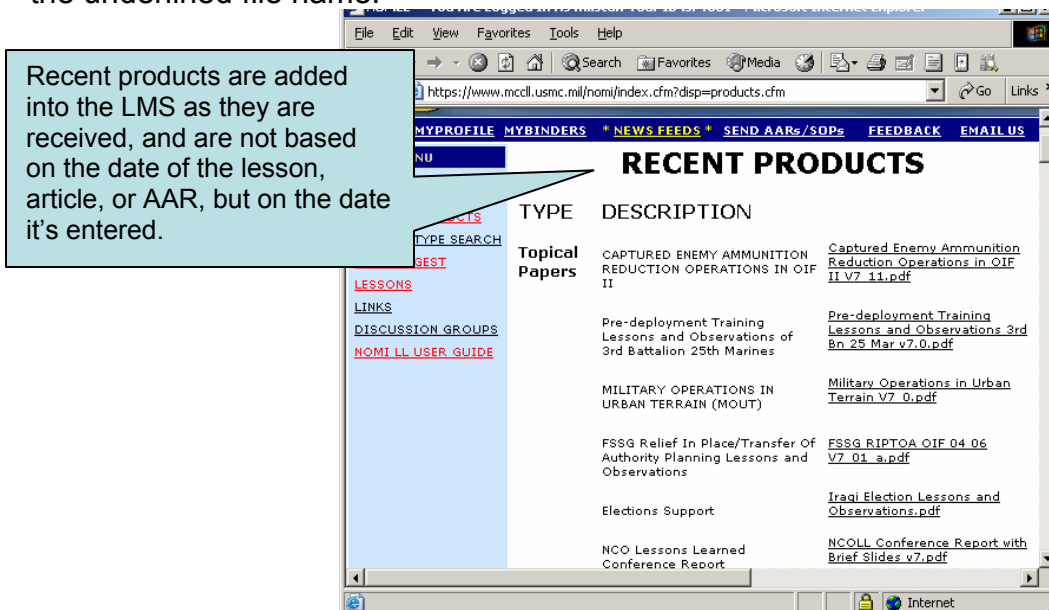 the underlined file name.
File Edit View Favorites Tools Help
Search Favorites Media
https://www.mccll.usmc.mil/nomi/index.cfm?disp=products.cfm Go Links
MYPROFILE MYBINDERS * NEWS FEEDS * SEND AARs/SOPs FEEDBACK EMAIL US
Recent products are added
into the LMS as they are
received, and are not based
on the date of the lesson,
article, or AAR, but on the date
it's entered.
RECENT PRODUCTS
TYPE SEARCH
LESSONS
LINKS
DISCUSSION GROUPS
NOMI LL USER GUIDE
TYPE DESCRIPTION
Topical
Papers
CAPTURED ENEMY AMMUNITION
REDUCTION OPERATIONS IN OIF
II
Captured Enemy Ammunition
Reduction Operations in OIF
II V7_11.pdf
Pre-deployment Training
Lessons and Observations of
3rd Battalion 25th Marines
Pre-deployment Training
Lessons and Observations 3rd
Bn 25 Mar v7.0.pdf
MILITARY OPERATIONS IN
URBAN TERRAIN (MOUT)
Military Operations in Urban
Terrain V7_0.pdf
FSSG Relief In Place/Transfer Of
Authority Planning Lessons and
Observations
FSSG RIPTOA OIF 04 06
V7_01_a.pdf
Elections Support
Iraqi Election Lessons and
Observations.pdf
NCO Lessons Learned
Conference Report
NCOLL Conference Report with
Brief Slides v7.pdf
Internet